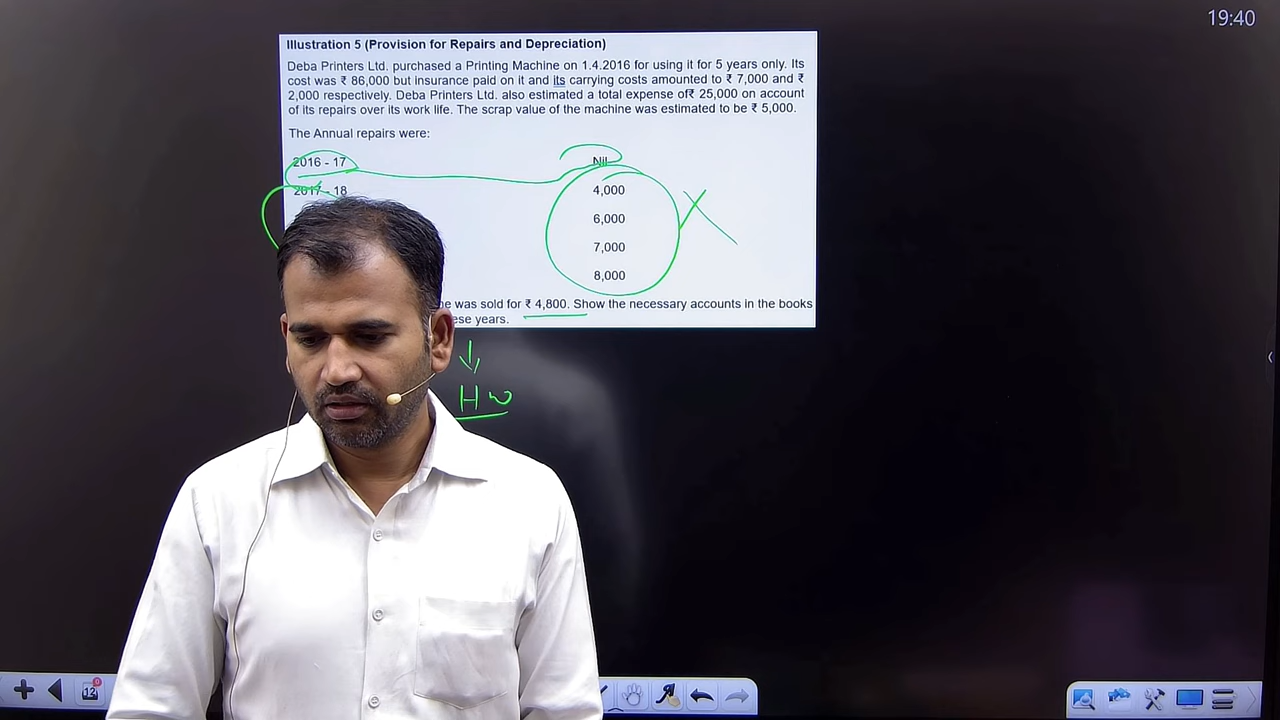 19:40
Illustration 5 (Provision for Repairs and Depreciation)
Deba Printers Ltd. purchased a Printing Machine on 1.4.2016 for using it for 5 years only. Its
cost was ₹ 86,000 but insurance paid on it and its carrying costs amounted to ₹ 7,000 and ₹
2,000 respectively. Deba Printers Ltd. also estimated a total expense of₹ 25,000 on account
of its repairs over its work life. The scrap value of the machine was estimated to be ₹ 5,000.
The Annual repairs were:
2016 - 17 Nil
2017 - 18 4,000
6,000
7,000
8,000
was sold for ₹ 4,800. Show the necessary accounts in the books
years.
Hw
12